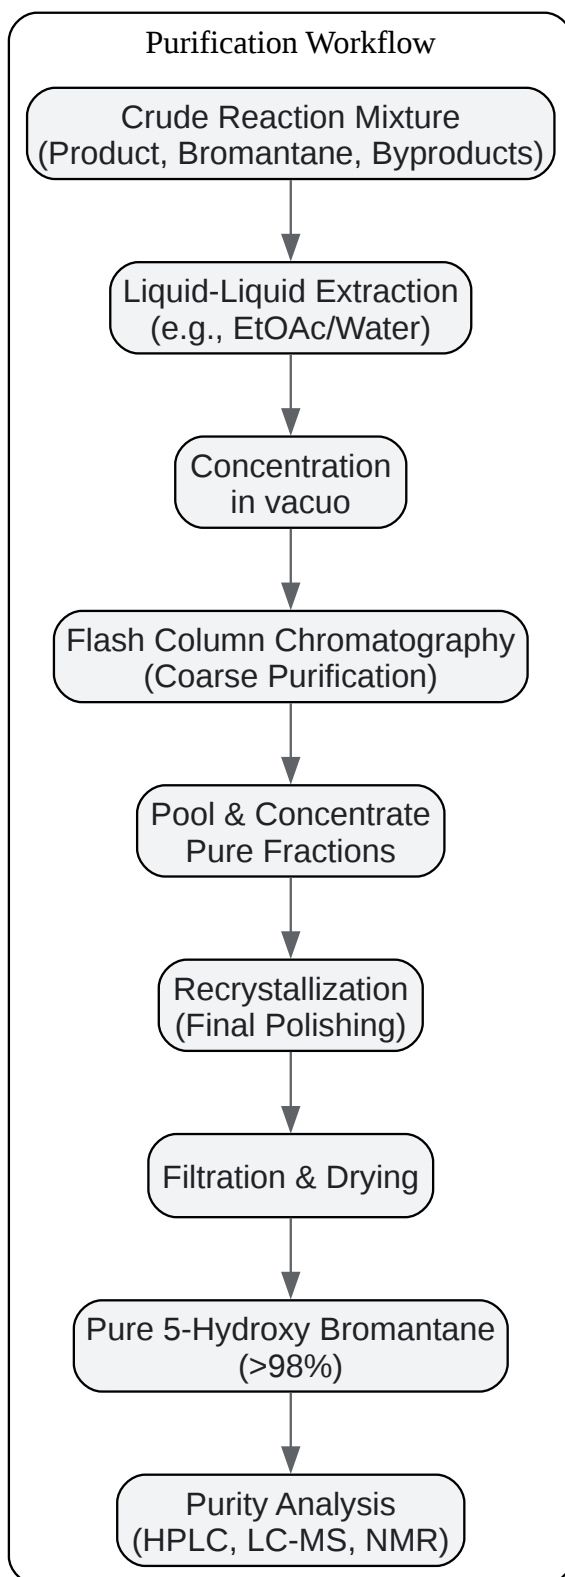 Purification Workflow
Crude Reaction Mixture
(Product, Bromantane, Byproducts)
Liquid-Liquid Extraction
(e.g., EtOAc/Water)
Concentration
in vacuo
Flash Column Chromatography
(Coarse Purification)
Pool & Concentrate
Pure Fractions
Recrystallization
(Final Polishing)
Filtration & Drying
Pure 5-Hydroxy Bromantane
(>98%)
Purity Analysis
(HPLC, LC-MS, NMR)